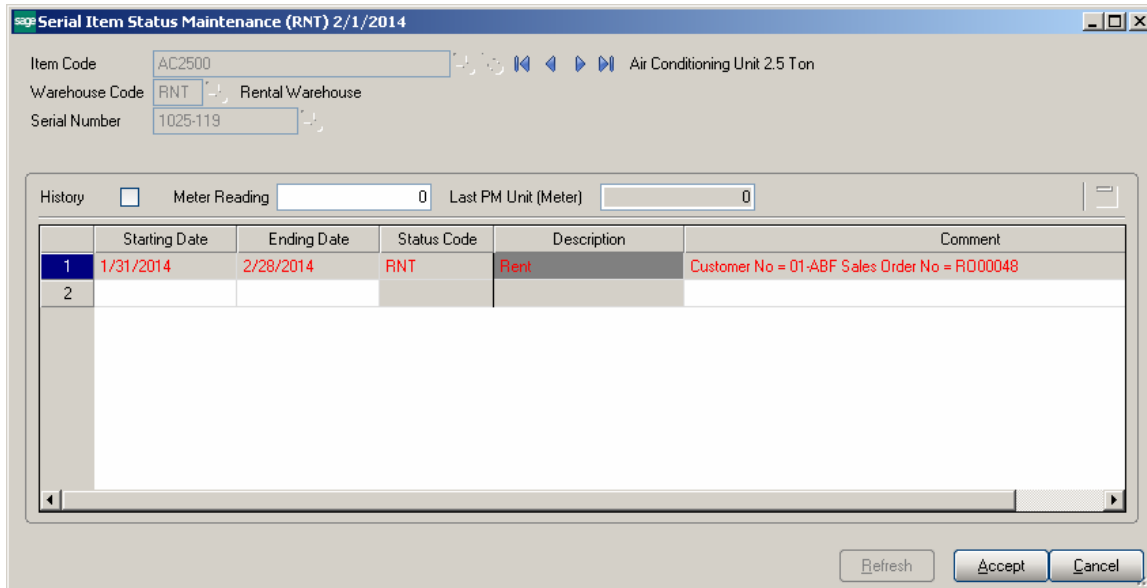 sage Serial Item Status Maintenance (RNT) 2/1/2014
Item Code AC2500 Air Conditioning Unit 2.5 Ton
Warehouse Code RNT Rental Warehouse
Serial Number 1025-119
History Meter Reading 0 Last PM Unit (Meter) 0
Starting Date Ending Date Status Code Description Comment
1 1/31/2014 2/28/2014 RNT Rent Customer No = 01-ABF Sales Order No = RO00048
2
Refresh Accept Cancel